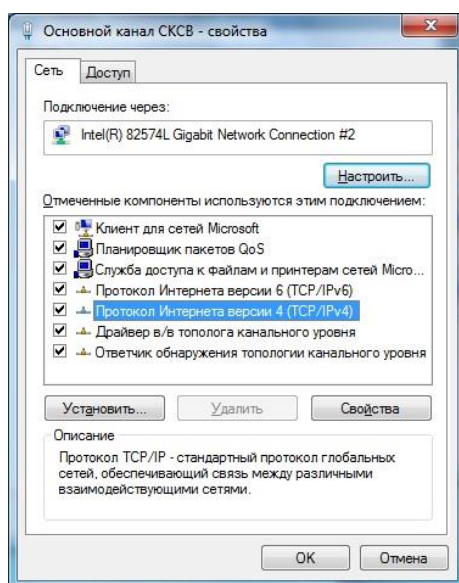 Основной канал СКСВ - свойства
Сеть
Доступ
Подключение через:
Intel(R) 82574L Gigabit Network Connection #2
Настроить...
Отмеченные компоненты используются этим подключением:
Клиент для сетей Microsoft
Планировщик пакетов QoS
Служба доступа к файлам и принтерам сетей Micro...
Протокол Интернета версии 6 (TCP/IPv6)
Протокол Интернета версии 4 (TCP/IPv4)
Драйвер в/в тополога канального уровня
Ответчик обнаружения топологии канального уровня
Установить...
Удалить
Свойства
Описание
Протокол TCP/IP - стандартный протокол глобальных
сетей, обеспечивающий связь между различными
взаимодействующими сетями.
OK
Отмена